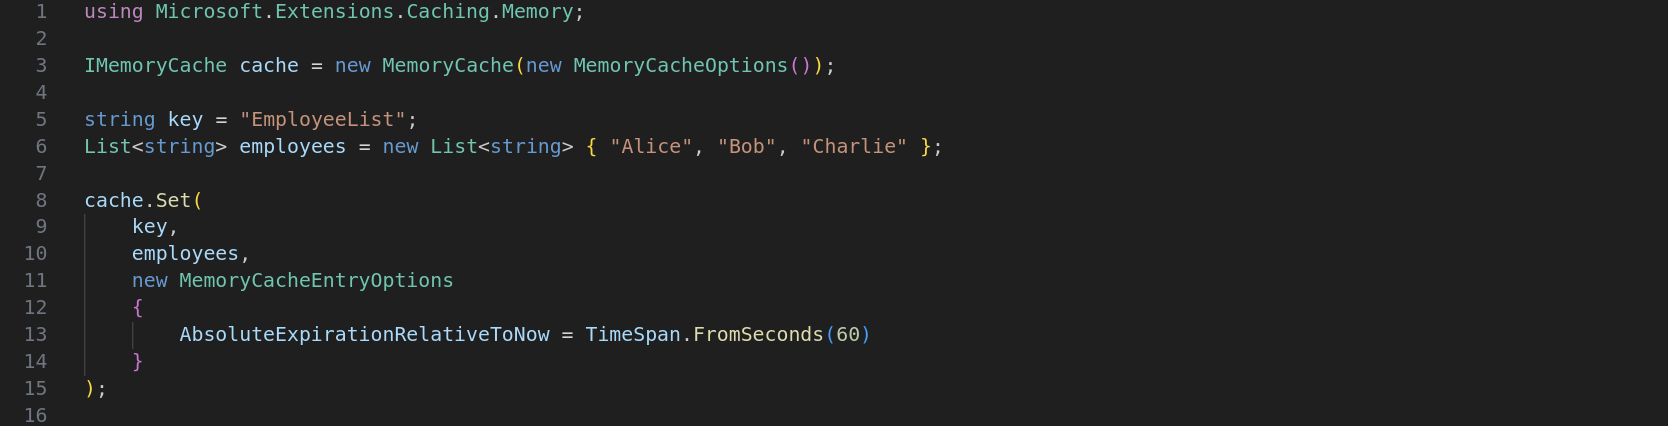 1 using Microsoft.Extensions.Caching.Memory;
2
3 IMemoryCache cache = new MemoryCache(new MemoryCacheOptions());
4
5 string key = "EmployeeList";
6 List<string> employees = new List<string> { "Alice", "Bob", "Charlie" };
7
8 cache.Set(
9     key,
10     employees,
11     new MemoryCacheEntryOptions
12     {
13         AbsoluteExpirationRelativeToNow = TimeSpan.FromSeconds(60)
14     }
15 );
16